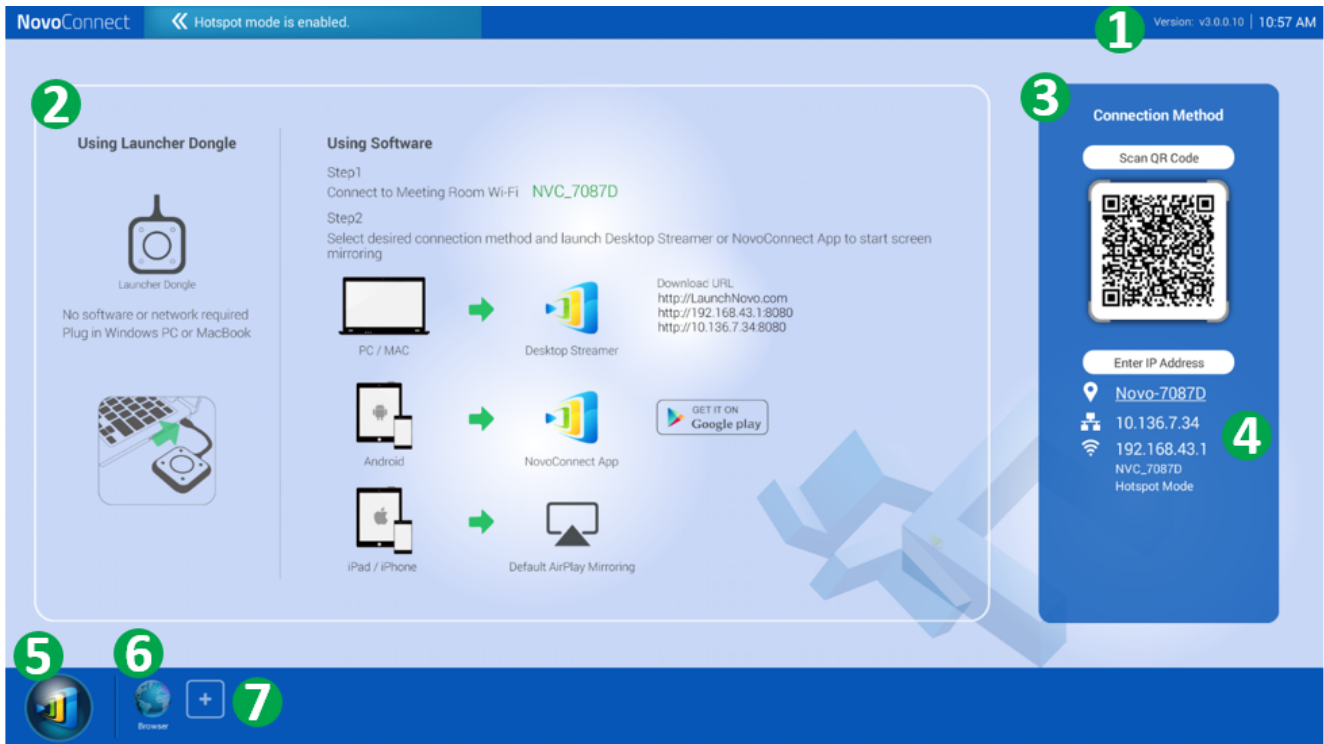 NovoConnect
Hotspot mode is enabled.
1
Version: v3.0.0.10 | 10:57 AM
2
Using Launcher Dongle
Launcher Dongle
No software or network required
Plug in Windows PC or MacBook
Using Software
Step1
Connect to Meeting Room Wi-Fi NVC_7087D
Step2
Select desired connection method and launch Desktop Streamer or NovoConnect App to start screen
mirroring
PC / MAC
Desktop Streamer
Download URL
http://LaunchNovo.com
http://192.168.43.1:8080
http://10.136.7.34:8080
Android
NovoConnect App
GET IT ON
Google play
iPad / iPhone
Default AirPlay Mirroring
3
Connection Method
Scan QR Code
Enter IP Address
Novo-7087D
10.136.7.34
4
192.168.43.1
NVC_7087D
Hotspot Mode
5
6
Browser
+
7